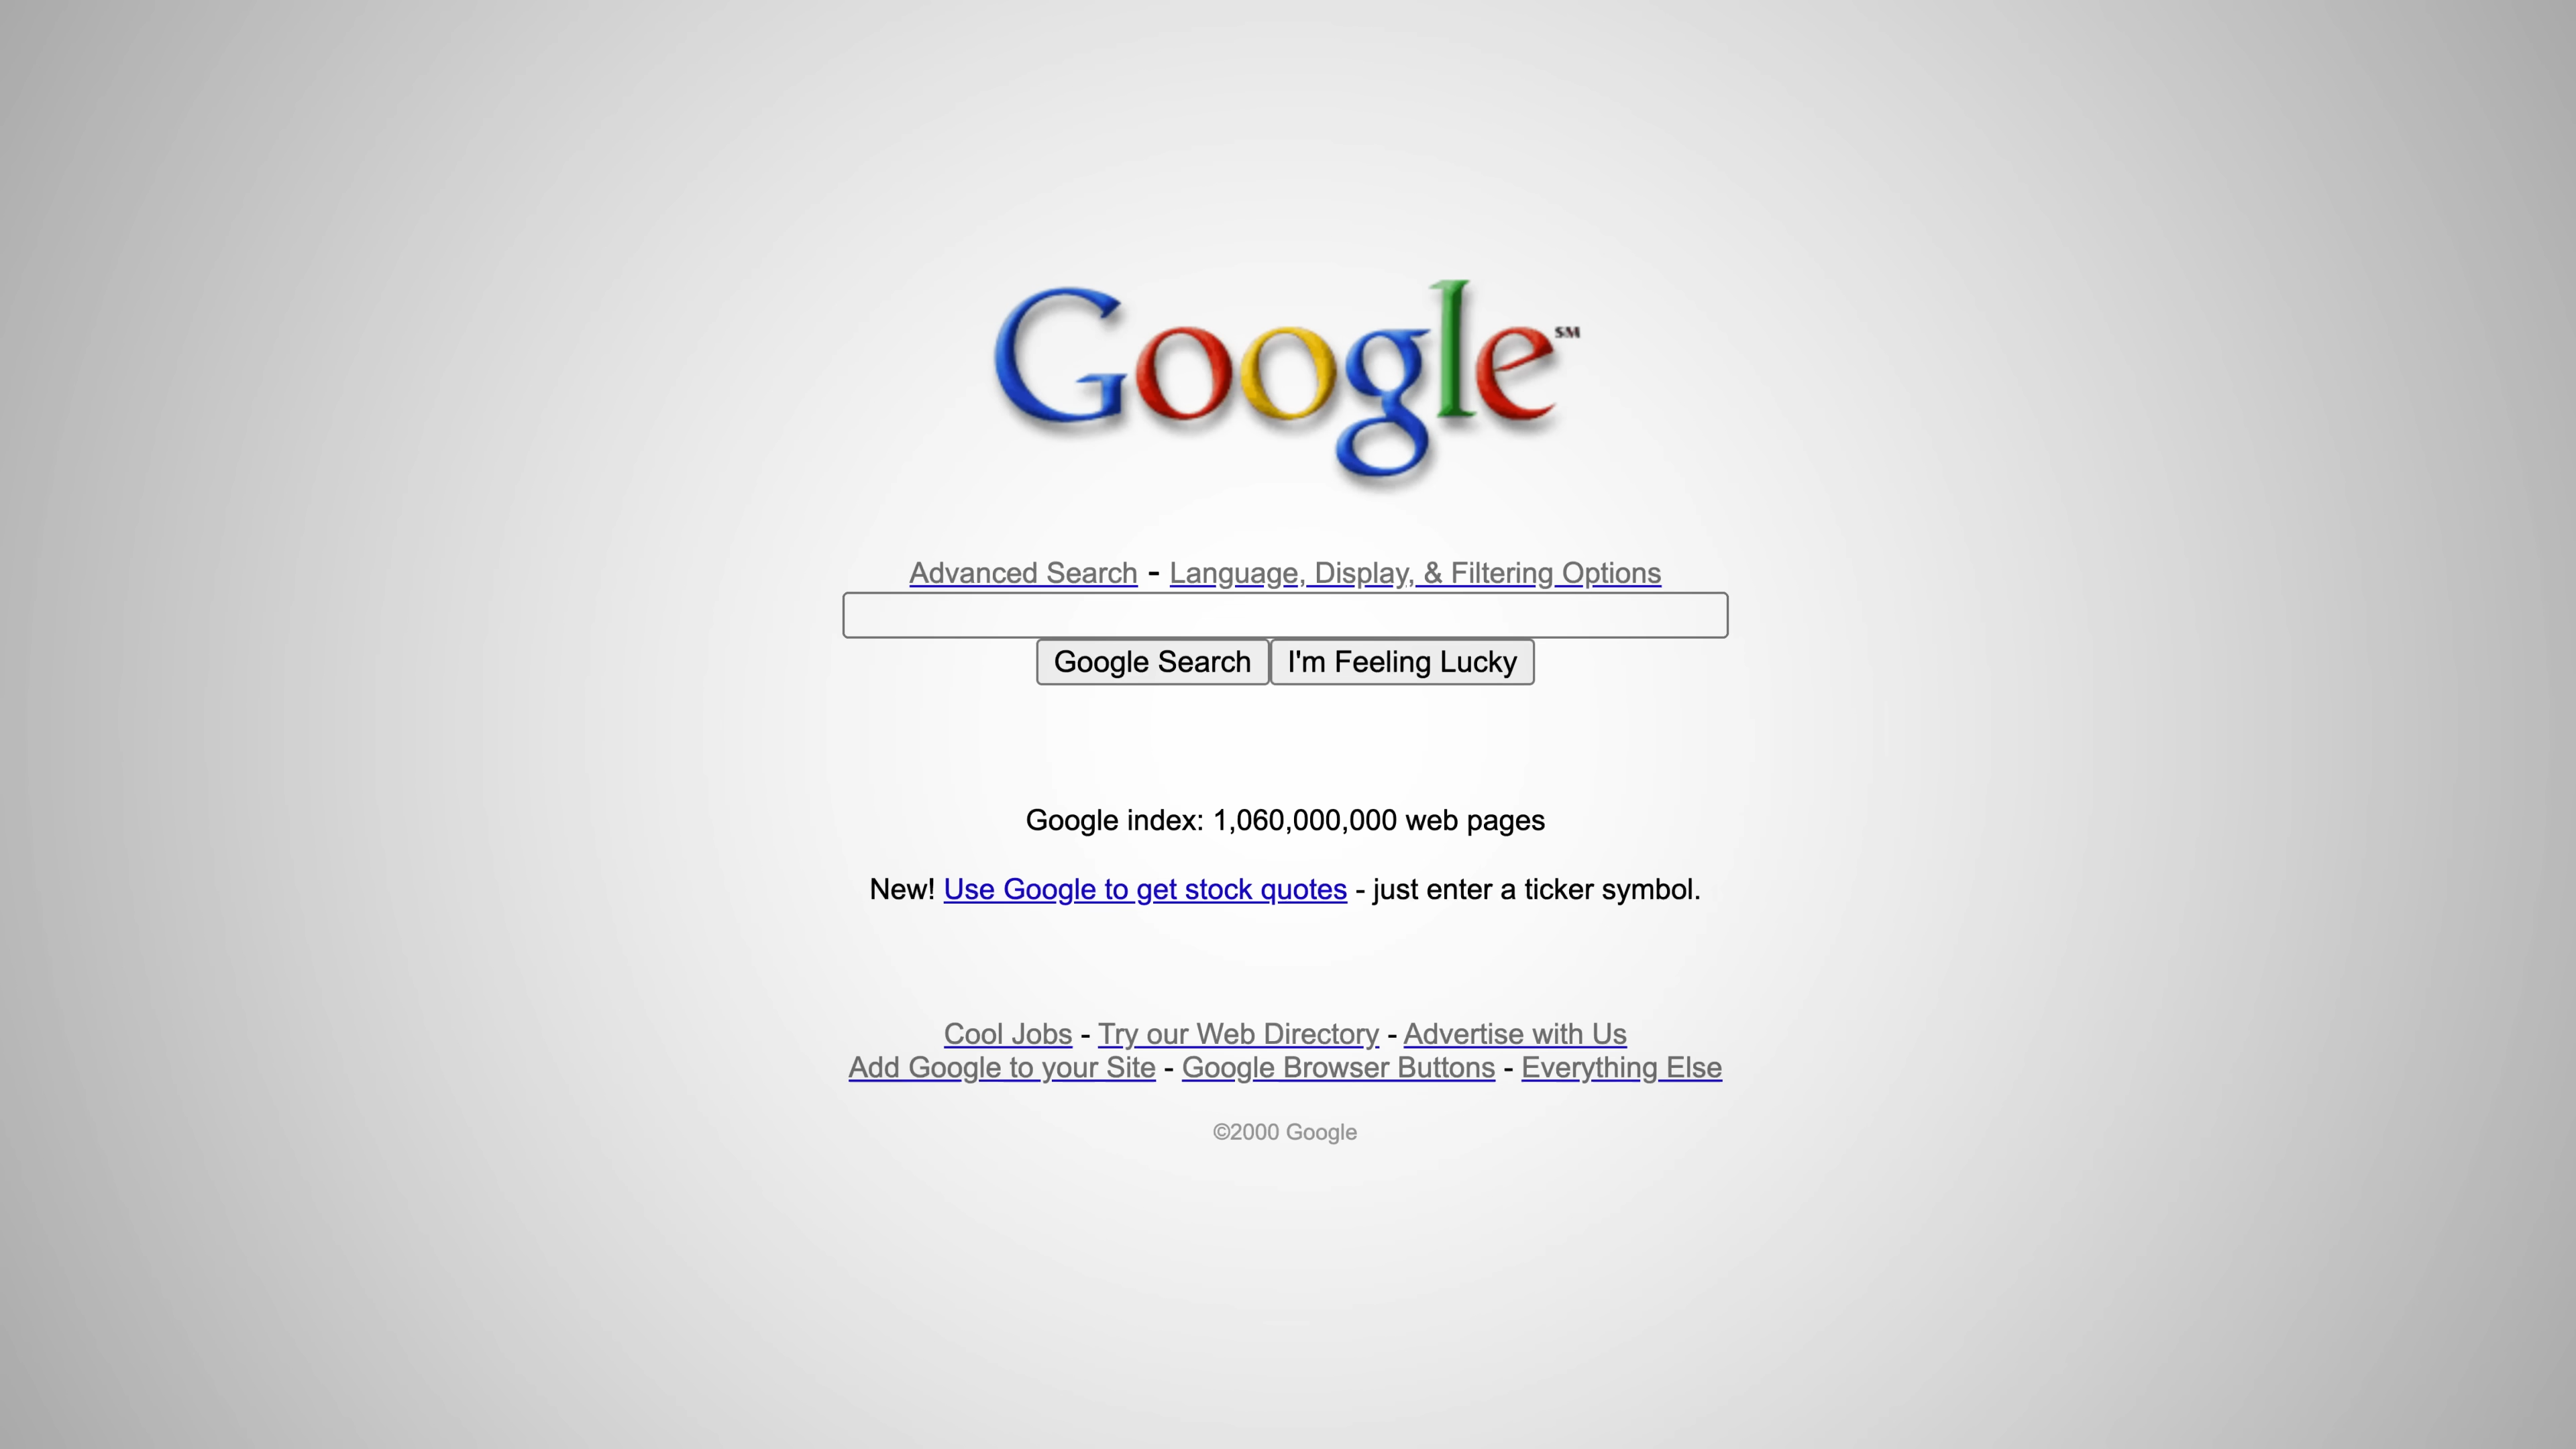 Google SM
Advanced Search - Language, Display, & Filtering Options
Google Search I'm Feeling Lucky
Google index: 1,060,000,000 web pages
New! Use Google to get stock quotes - just enter a ticker symbol.
Cool Jobs - Try our Web Directory - Advertise with Us
Add Google to your Site - Google Browser Buttons - Everything Else
©2000 Google